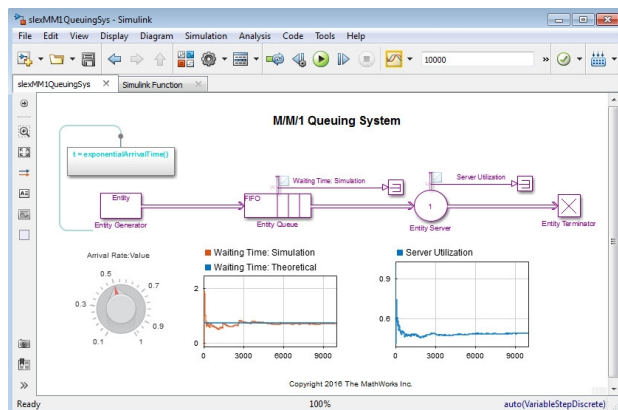 slexMM1QueuingSys - Simulink
File Edit View Display Diagram Simulation Analysis Code Tools Help
10000
slexMM1QueuingSys Simulink Function
M/M/1 Queuing System
t = exponentialArrivalTime()
Waiting Time: Simulation
Server Utilization
Entity
FIFO
1
Entity Generator
Entity Queue
Entity Server
Entity Terminator
Arrival Rate:Value
0.1 0.3 0.5 0.7 0.9 1
Waiting Time: Simulation
Waiting Time: Theoretical
2
0
0 3000 6000 9000
Server Utilization
0.9
0.6
0 3000 6000 9000
Copyright 2016 The MathWorks Inc.
Ready 100% auto(VariableStepDiscrete)